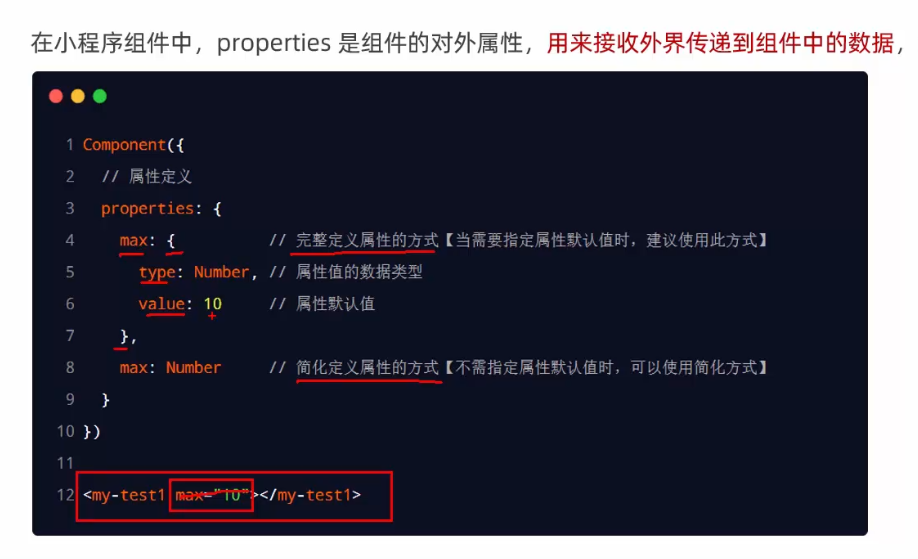 在小程序组件中，properties 是组件的对外属性，用来接收外界传递到组件中的数据，
1 Component({
2 // 属性定义
3 properties: {
4 max: { // 完整定义属性的方式【当需要指定属性默认值时，建议使用此方式】
5 type: Number, // 属性值的数据类型
6 value: 10 // 属性默认值
7 },
8 max: Number // 简化定义属性的方式【不需指定属性默认值时，可以使用简化方式】
9 }
10 })
11
12 <my-test1 max="10"></my-test1>